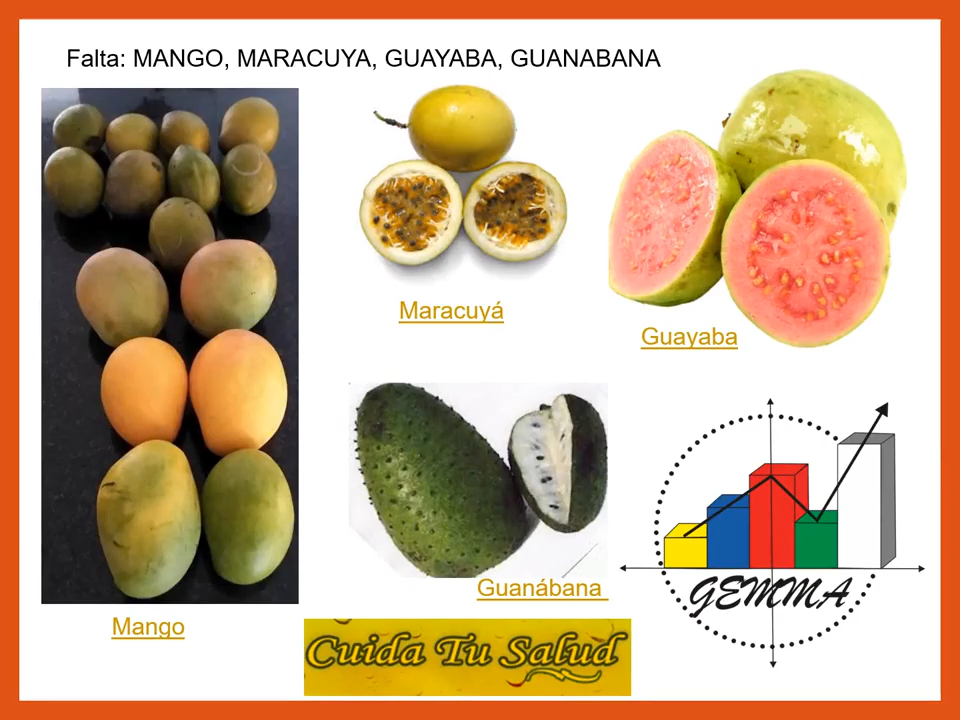 Falta: MANGO, MARACUYA, GUAYABA, GUANABANA
Maracuyá
Guayaba
Guanábana
GEMMA
Mango
Cuida Tu Salud